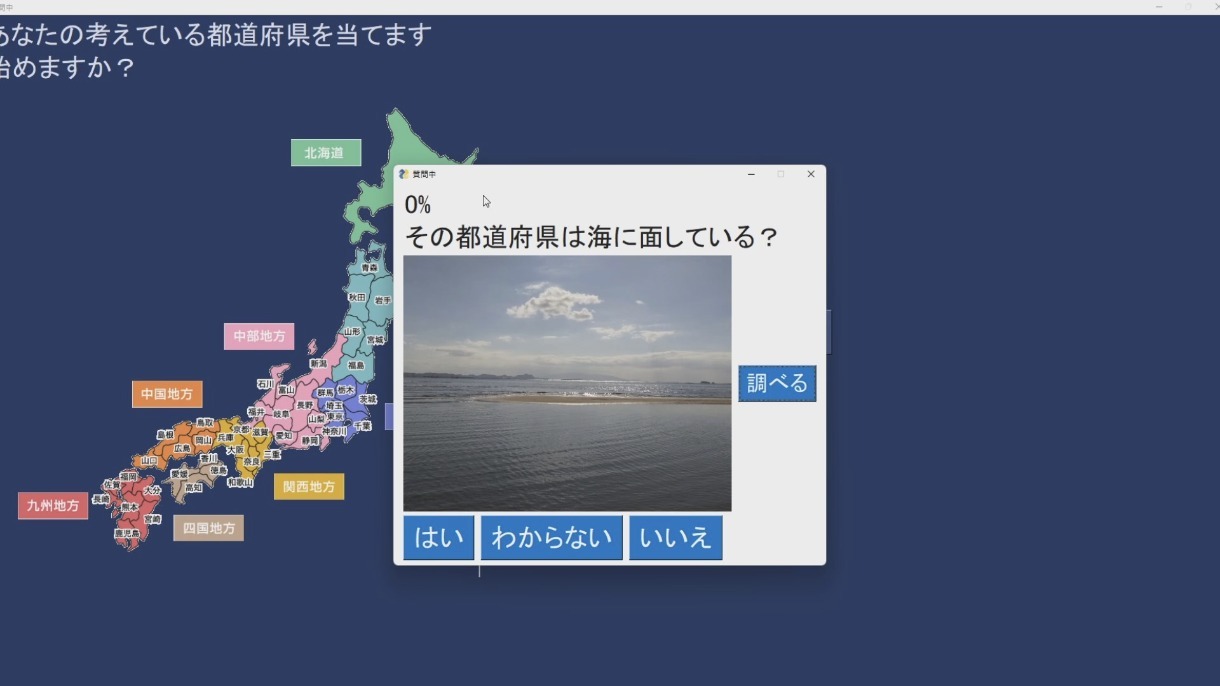 問中
あなたの考えている都道府県を当てます
始めますか？
北海道
青森
秋田
岩手
山形
宮城
中部地方
新潟
福島
石川
富山
群馬
栃木
茨城
中国地方
福井
岐阜
長野
埼玉
東京
山梨
千葉
神奈川
鳥取
島根
岡山
兵庫
京都
滋賀
愛知
静岡
広島
大阪
三重
山口
香川
奈良
愛媛
徳島
和歌山
高知
関西地方
福岡
佐賀
長崎
大分
熊本
宮崎
鹿児島
九州地方
四国地方
質問中
0%
その都道府県は海に面している？
調べる
はい
わからない
いいえ